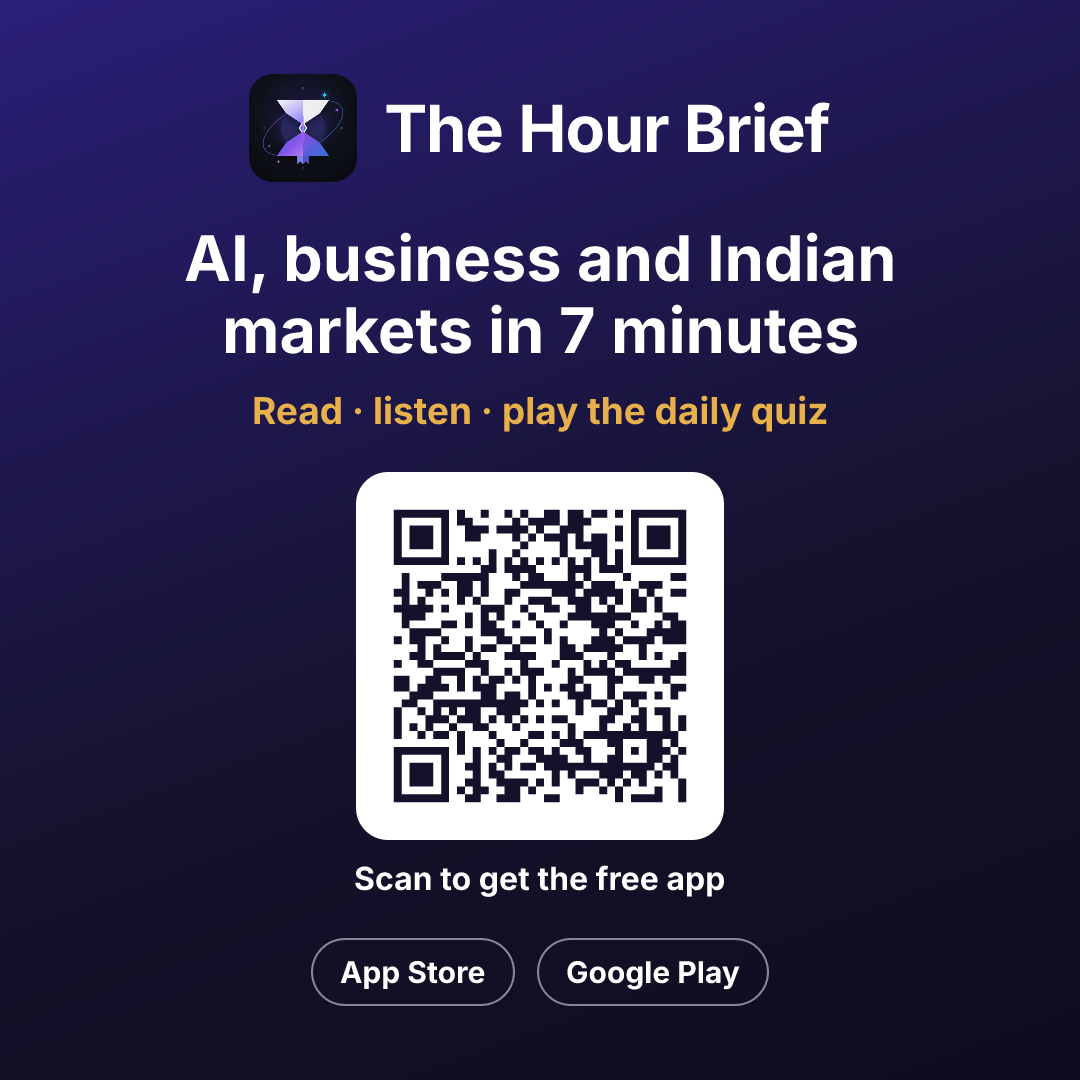 The Hour Brief
AI, business and Indian
markets in 7 minutes
Read · listen · play the daily quiz
Scan to get the free app
App Store
Google Play